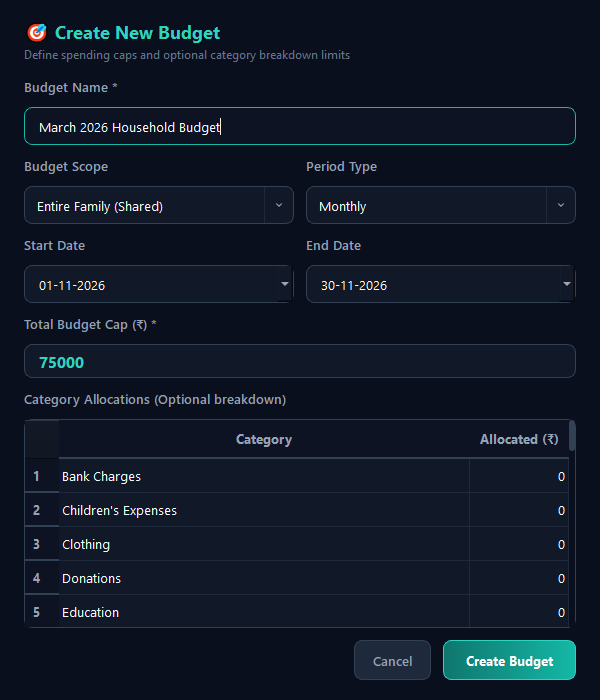 🎯 Create New Budget
Define spending caps and optional category breakdown limits
Budget Name *
March 2026 Household Budget
Budget Scope Period Type
Entire Family (Shared) Monthly
Start Date End Date
01-11-2026 30-11-2026
Total Budget Cap (₹) *
75000
Category Allocations (Optional breakdown)
Category Allocated (₹)
1 Bank Charges 0
2 Children's Expenses 0
3 Clothing 0
4 Donations 0
5 Education 0
Cancel Create Budget